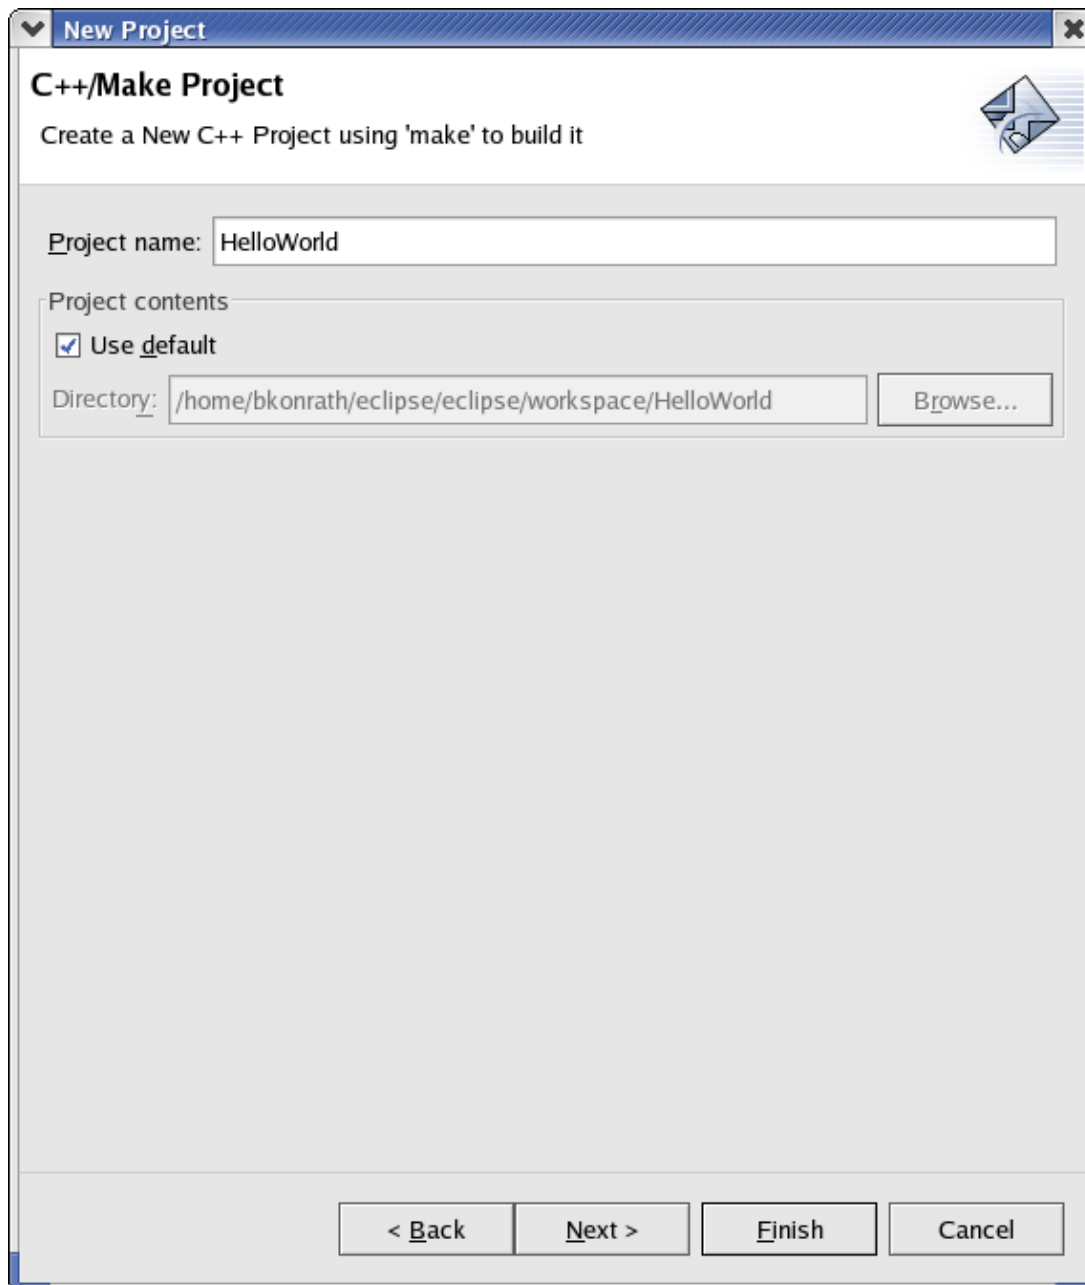 New Project
C++/Make Project
Create a New C++ Project using 'make' to build it
Project name: HelloWorld
Project contents
Use default
Directory: /home/bkonrath/eclipse/eclipse/workspace/HelloWorld Browse...
< Back Next > Finish Cancel